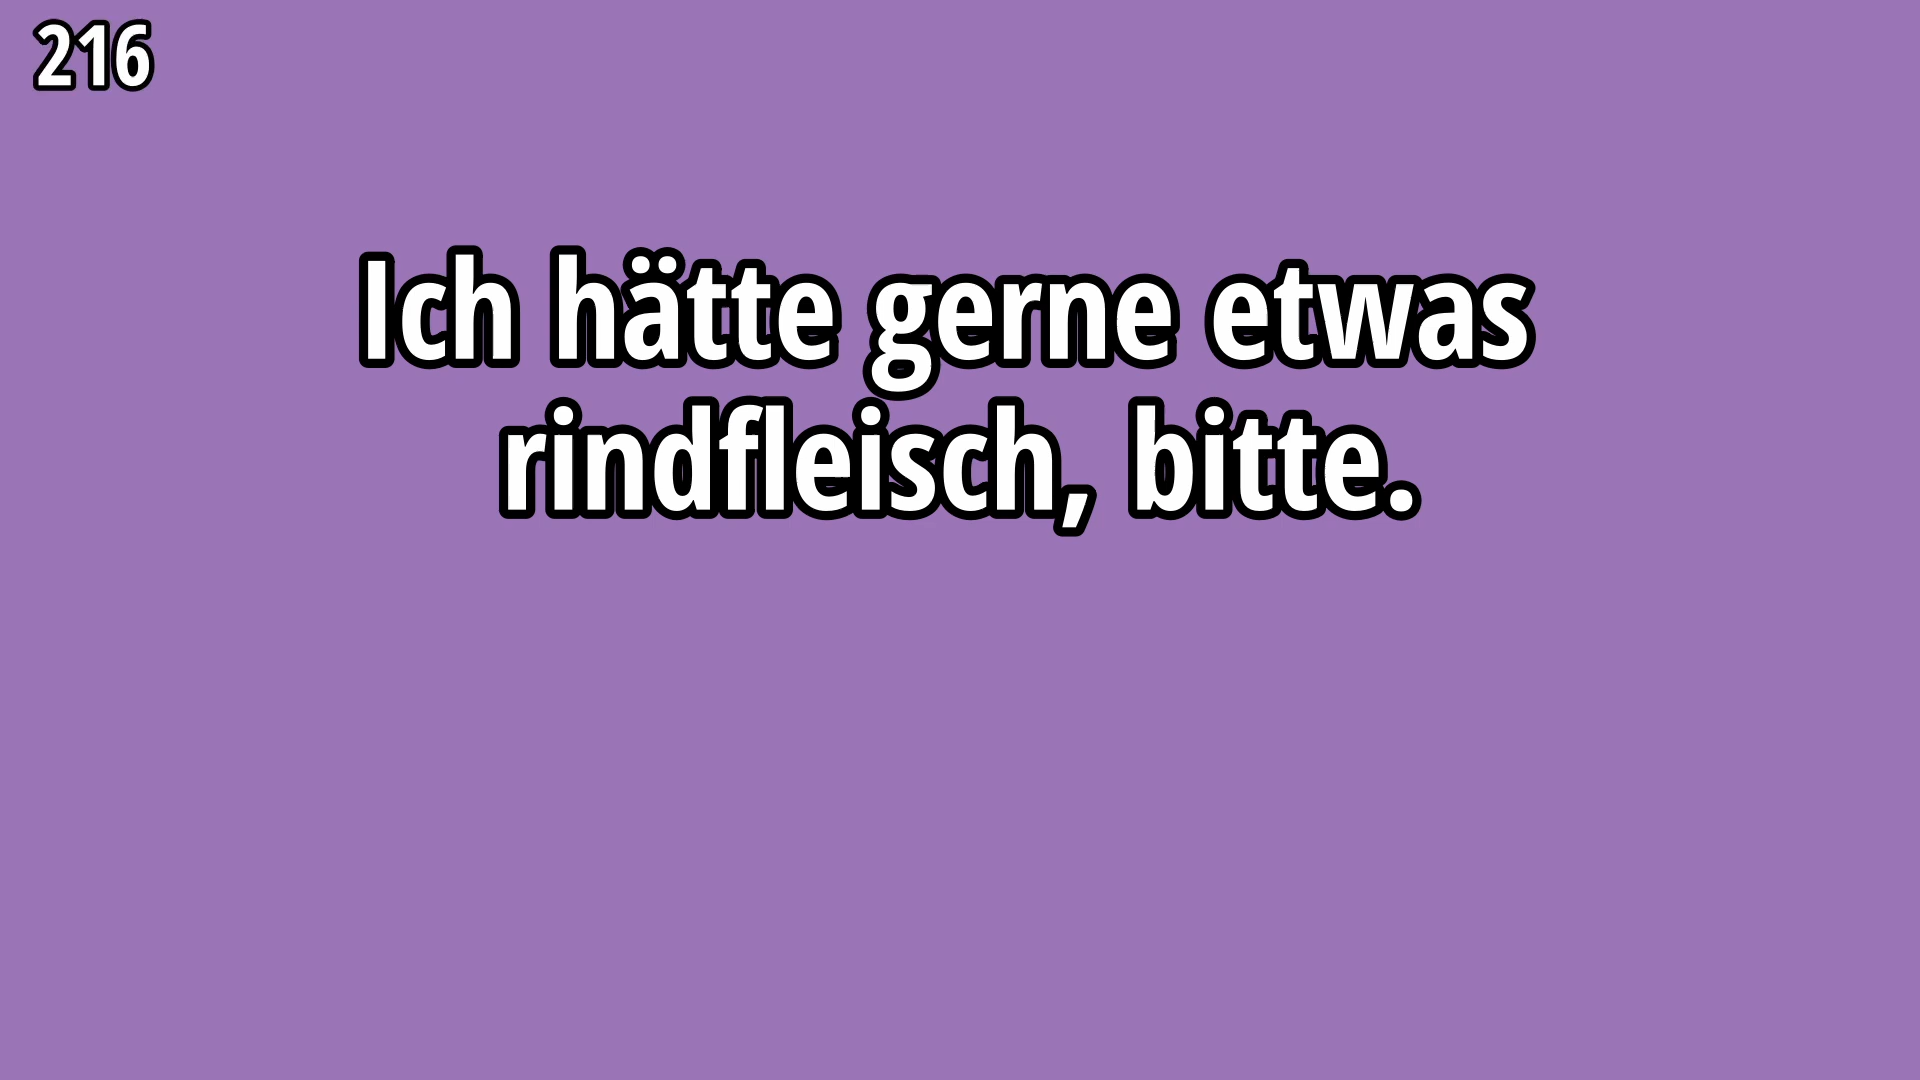 216
Ich hätte gerne etwas
rindfleisch, bitte.